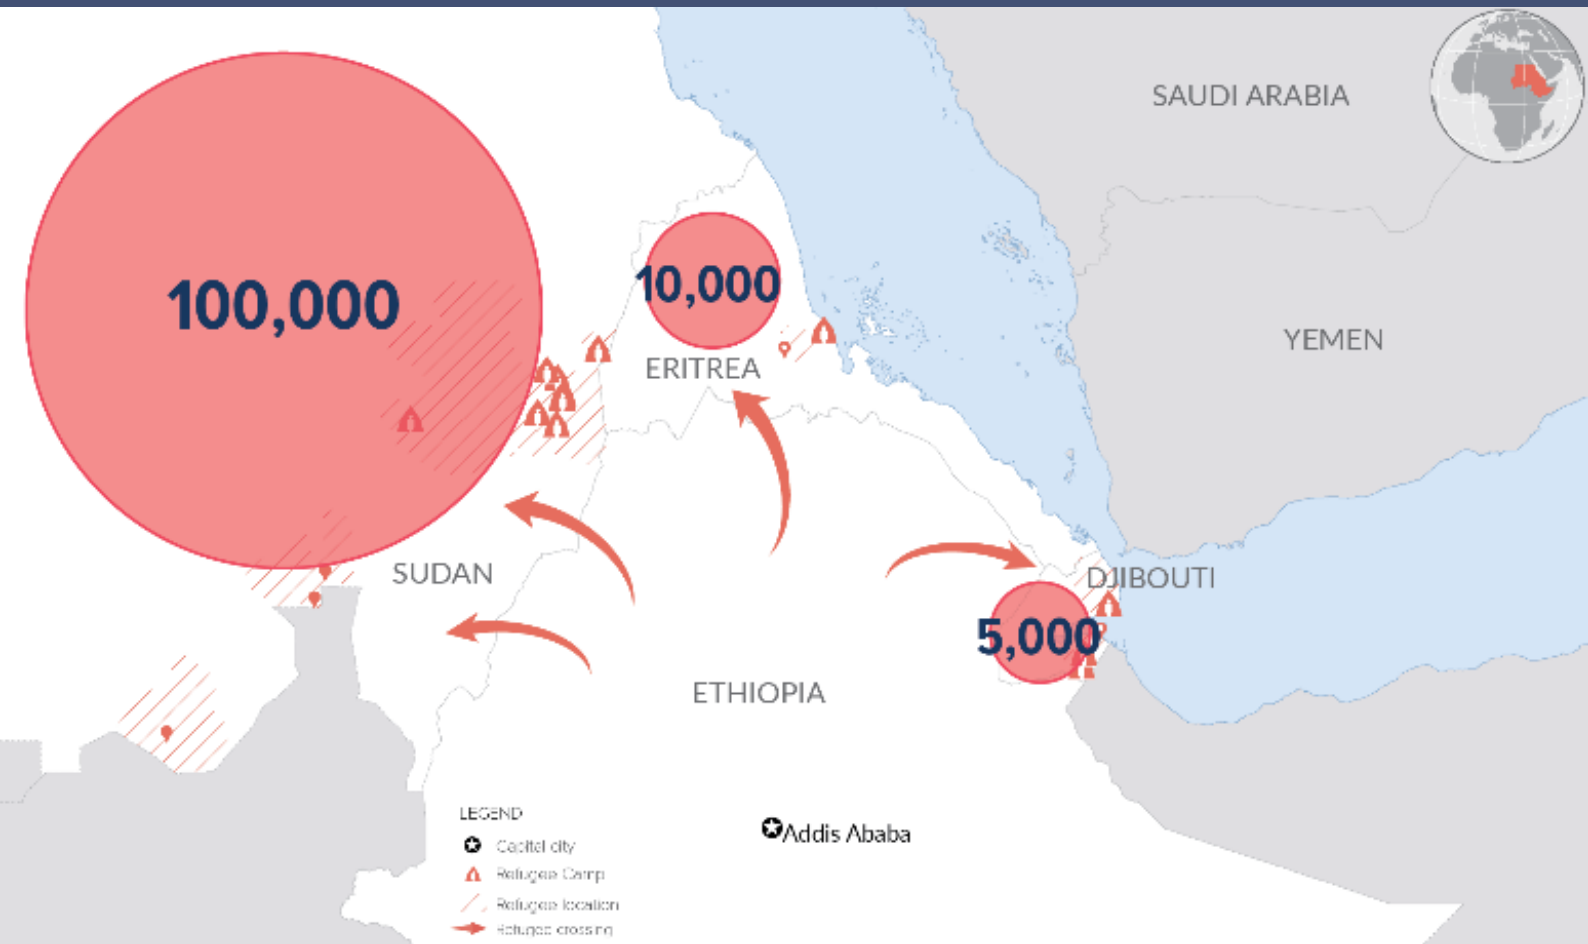 SAUDI ARABIA
100,000
10,000
YEMEN
ERITREA
SUDAN
DJIBOUTI
5,000
ETHIOPIA
LEGEND
Capital city
Refugee Camp
Refugee location
Refugee crossing
Addis Ababa